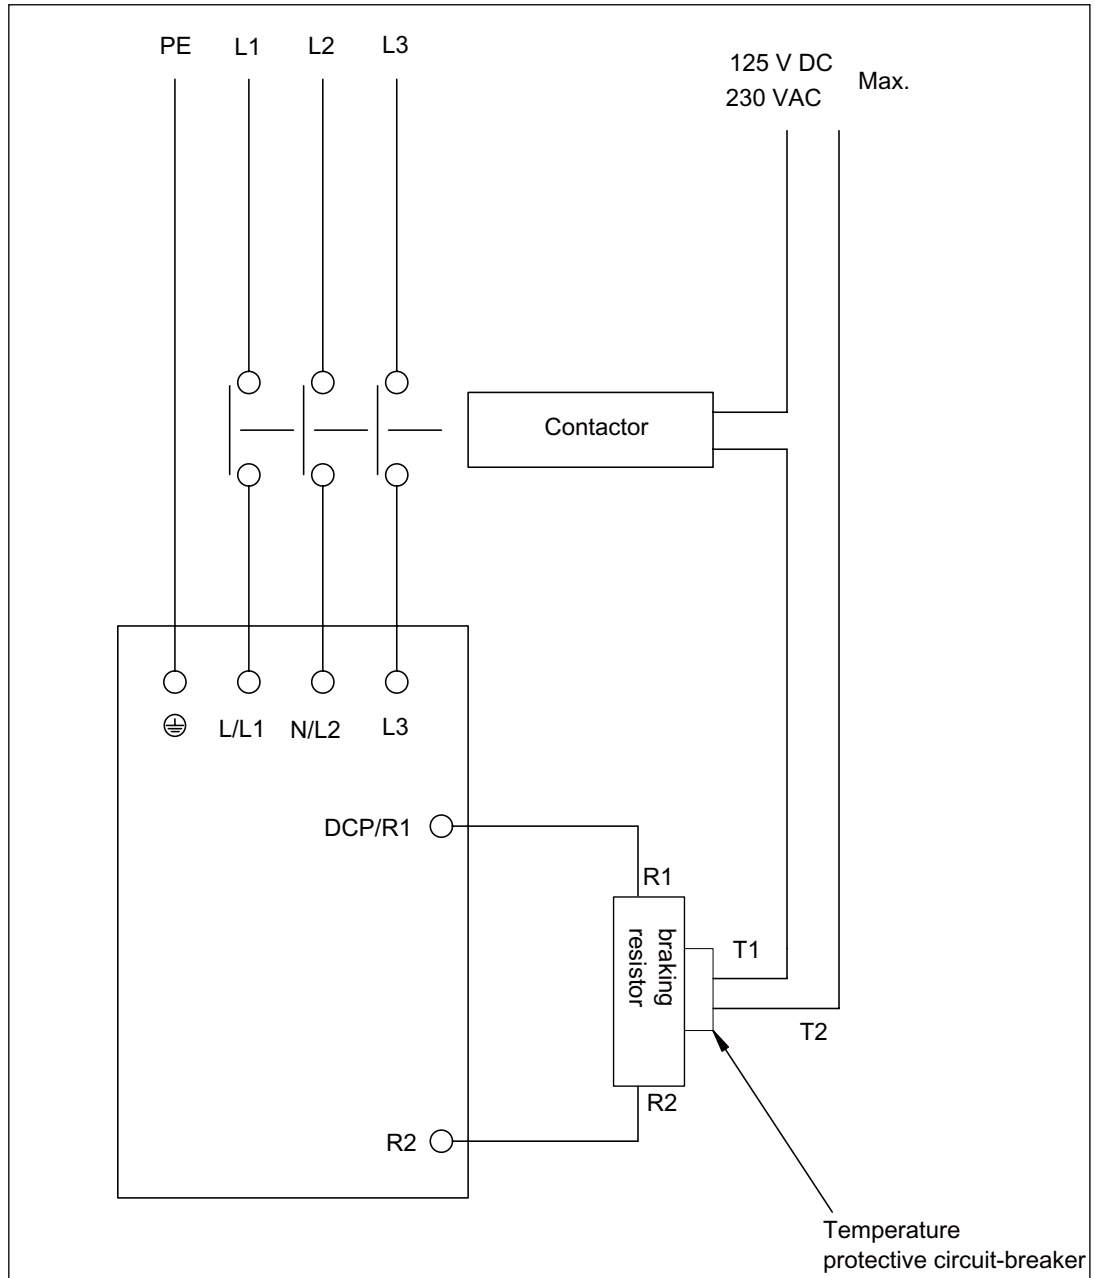 PE L1 L2 L3
125 V DC
230 VAC
Max.
Contactor
L/L1 N/L2 L3
DCP/R1
R1
braking
resistor
T1
T2
R2
R2
Temperature
protective circuit-breaker